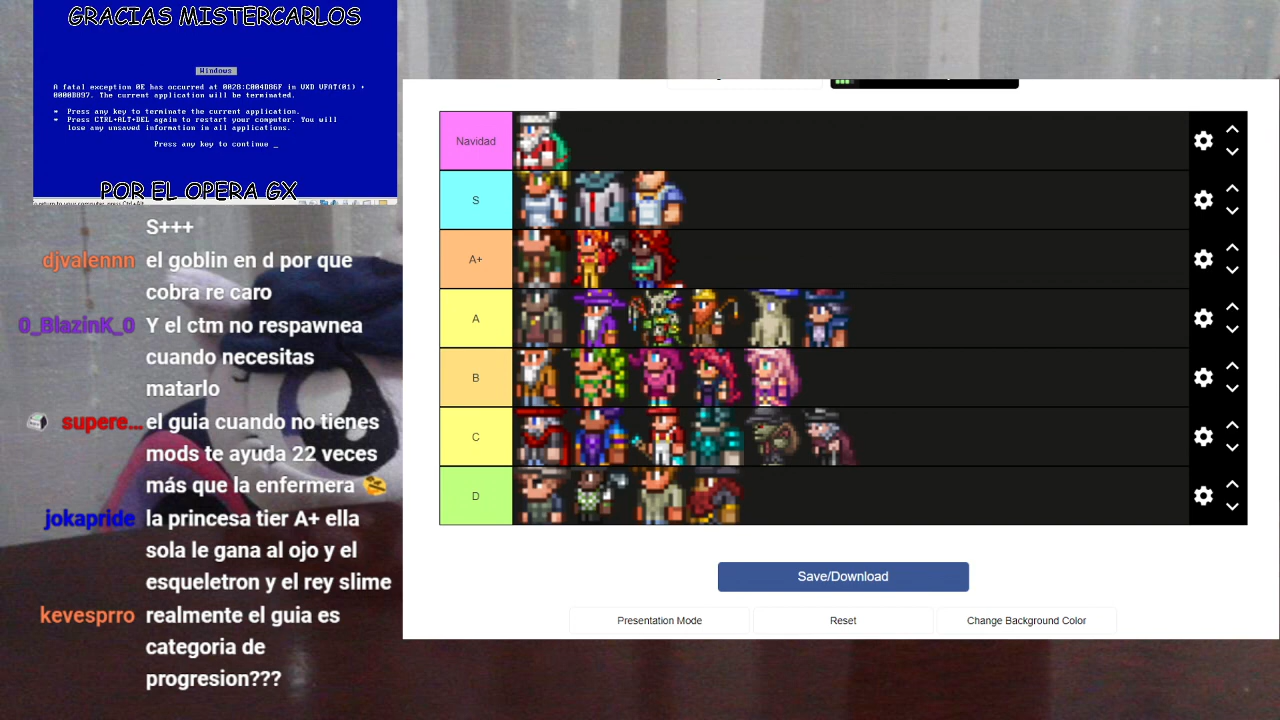 GRACIAS MISTERCARLOS
Windows
A fatal exception 0E has occurred at 0028:C004D86F in VXD VFAT(01) +
0000B897. The current application will be terminated.
* Press any key to terminate the current application.
* Press CTRL+ALT+DEL again to restart your computer. You will
lose any unsaved information in all applications.
Press any key to continue _
POR EL OPERA GX
S+++
djvalennn el goblin en d por que
cobra re caro
0_BlazinK_0 Y el ctm no respawnea
cuando necesitas
matarlo
supere... el guia cuando no tienes
mods te ayuda 22 veces
más que la enfermera
jokapride la princesa tier A+ ella
sola le gana al ojo y el
esqueletron y el rey slime
kevesprro realmente el guia es
categoria de
progresion???
Navidad
S
A+
A
B
C
D
Save/Download
Presentation Mode
Reset
Change Background Color